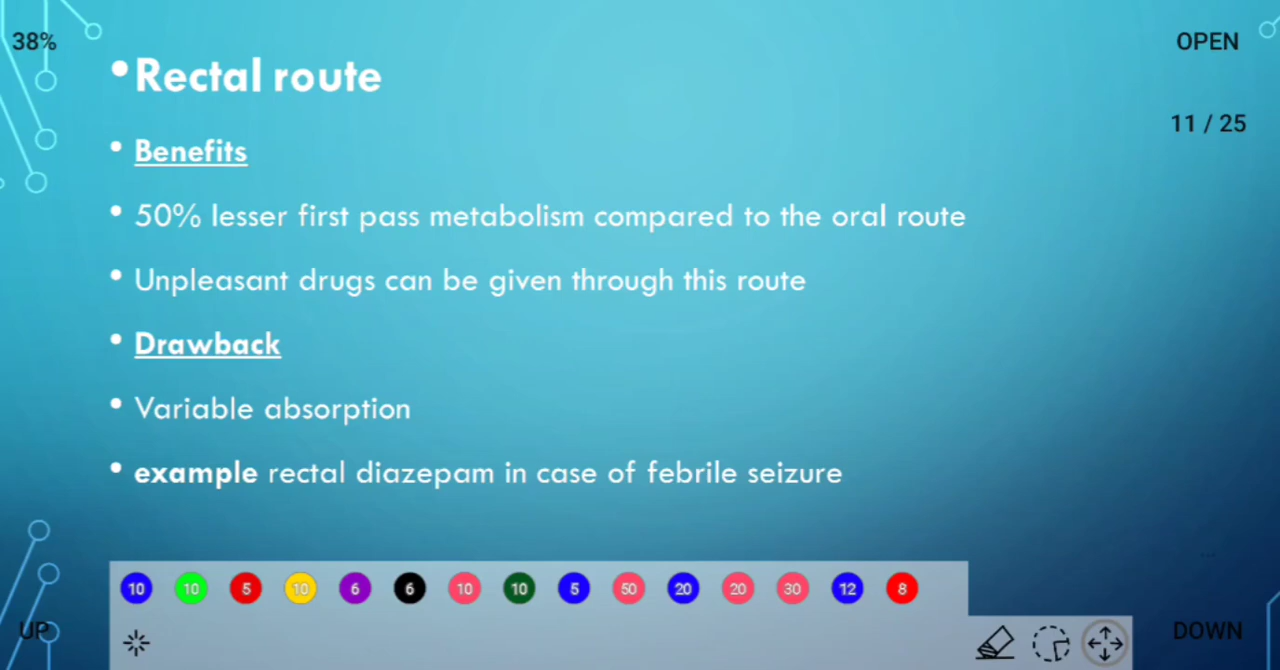 38%
OPEN
• Rectal route
11 / 25
• Benefits
• 50% lesser first pass metabolism compared to the oral route
• Unpleasant drugs can be given through this route
• Drawback
• Variable absorption
• example rectal diazepam in case of febrile seizure
10 10 5 10 6 6 10 10 5 50 20 20 30 12 8
UP
DOWN